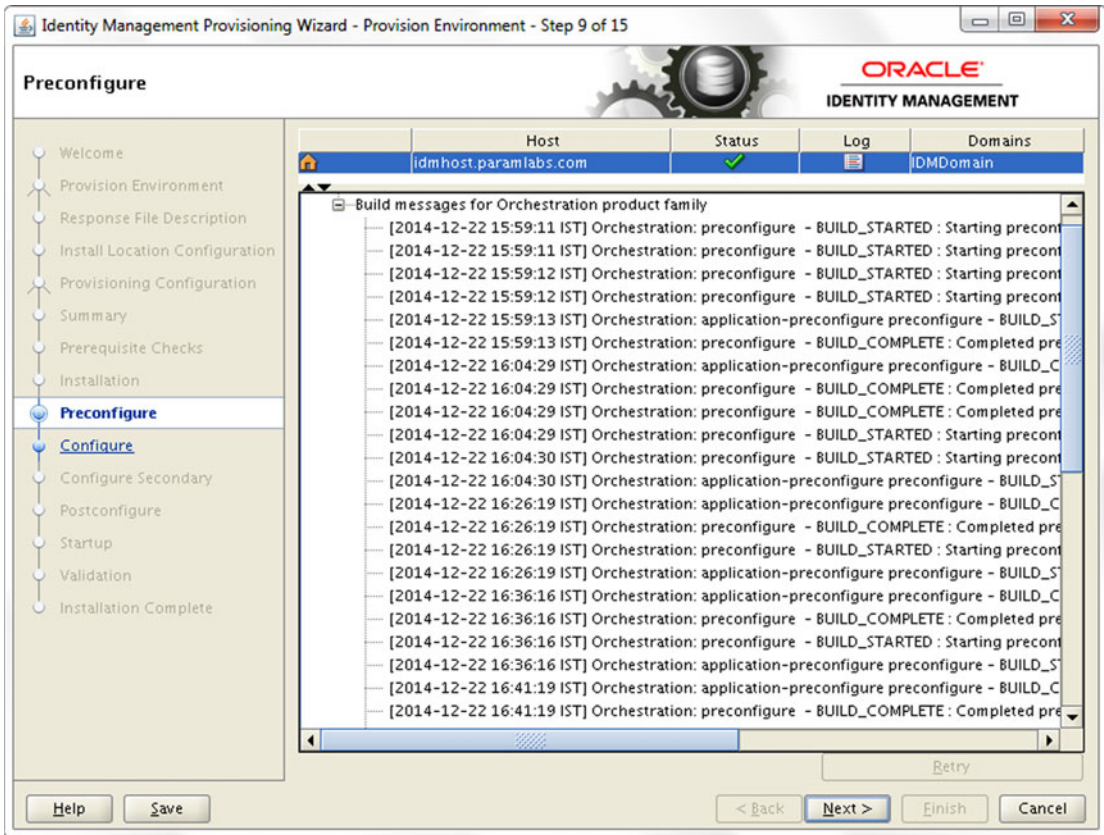 Identity Management Provisioning Wizard - Provision Environment - Step 9 of 15
Preconfigure
ORACLE
IDENTITY MANAGEMENT
Welcome
Provision Environment
Response File Description
Install Location Configuration
Provisioning Configuration
Summary
Prerequisite Checks
Installation
Preconfigure
Configure
Configure Secondary
Postconfigure
Startup
Validation
Installation Complete
Host Status Log Domains
idmhost.paramlabs.com IDMDomain
Build messages for Orchestration product family
[2014-12-22 15:59:11 IST] Orchestration: preconfigure - BUILD_STARTED : Starting precon
[2014-12-22 15:59:11 IST] Orchestration: preconfigure - BUILD_STARTED : Starting precon
[2014-12-22 15:59:12 IST] Orchestration: preconfigure - BUILD_STARTED : Starting precon
[2014-12-22 15:59:12 IST] Orchestration: preconfigure - BUILD_STARTED : Starting precon
[2014-12-22 15:59:13 IST] Orchestration: application-preconfigure preconfigure - BUILD_S
[2014-12-22 15:59:13 IST] Orchestration: preconfigure - BUILD_COMPLETE : Completed pre
[2014-12-22 16:04:29 IST] Orchestration: application-preconfigure preconfigure - BUILD_C
[2014-12-22 16:04:29 IST] Orchestration: preconfigure - BUILD_COMPLETE : Completed pre
[2014-12-22 16:04:29 IST] Orchestration: preconfigure - BUILD_COMPLETE : Completed pre
[2014-12-22 16:04:29 IST] Orchestration: preconfigure - BUILD_STARTED : Starting precon
[2014-12-22 16:04:30 IST] Orchestration: preconfigure - BUILD_STARTED : Starting precon
[2014-12-22 16:04:30 IST] Orchestration: application-preconfigure preconfigure - BUILD_S
[2014-12-22 16:26:19 IST] Orchestration: application-preconfigure preconfigure - BUILD_C
[2014-12-22 16:26:19 IST] Orchestration: preconfigure - BUILD_COMPLETE : Completed pre
[2014-12-22 16:26:19 IST] Orchestration: preconfigure - BUILD_STARTED : Starting precon
[2014-12-22 16:26:19 IST] Orchestration: application-preconfigure preconfigure - BUILD_S
[2014-12-22 16:36:16 IST] Orchestration: application-preconfigure preconfigure - BUILD_C
[2014-12-22 16:36:16 IST] Orchestration: preconfigure - BUILD_COMPLETE : Completed pre
[2014-12-22 16:36:16 IST] Orchestration: preconfigure - BUILD_STARTED : Starting precon
[2014-12-22 16:36:16 IST] Orchestration: application-preconfigure preconfigure - BUILD_S
[2014-12-22 16:41:19 IST] Orchestration: application-preconfigure preconfigure - BUILD_C
[2014-12-22 16:41:19 IST] Orchestration: preconfigure - BUILD_COMPLETE : Completed pre
Retry
Help Save < Back Next > Finish Cancel